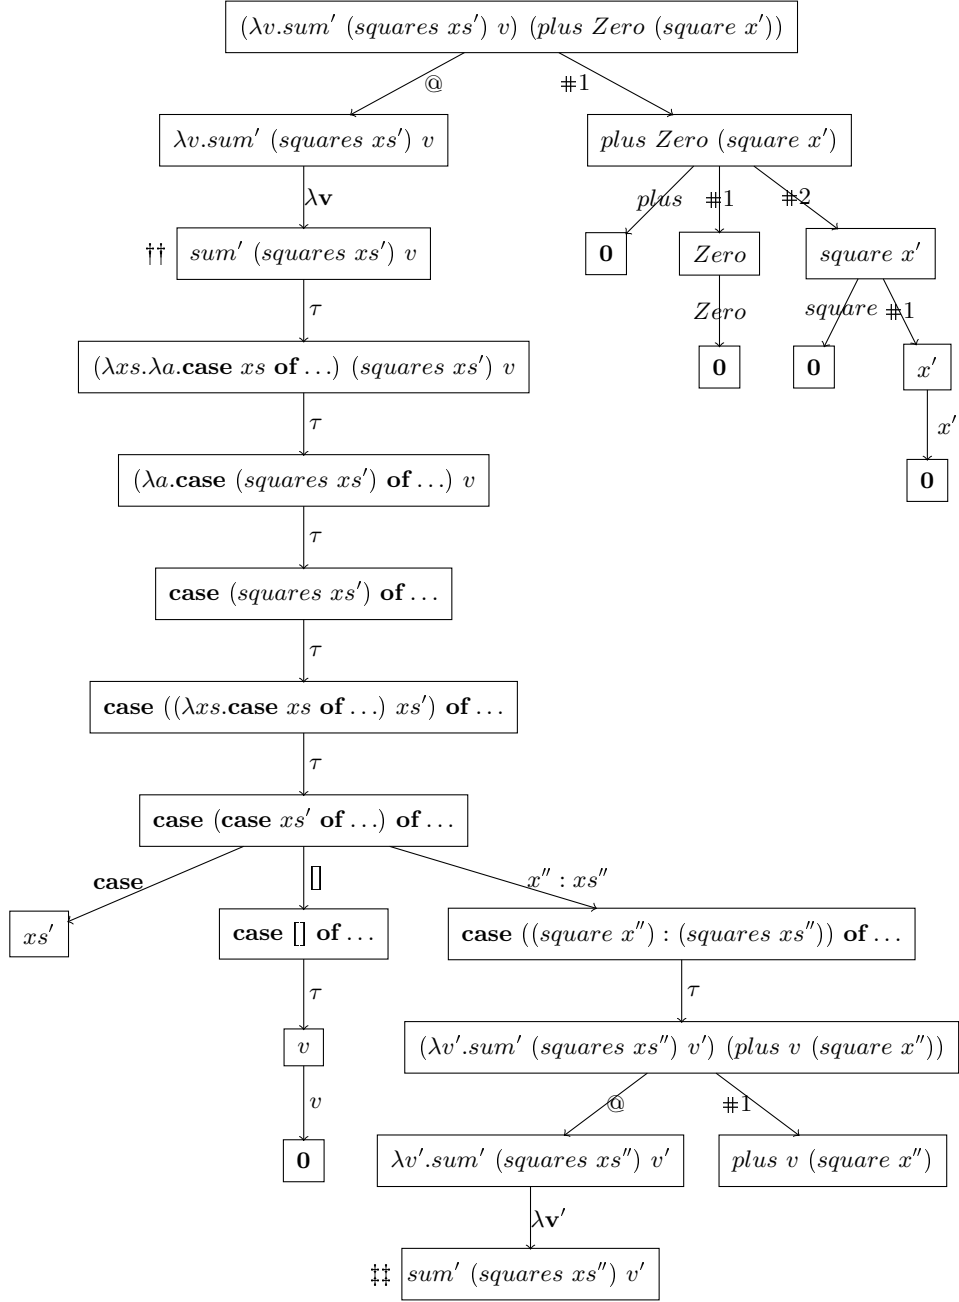 (λv.sum′ (squares xs′) v) (plus Zero (square x′))
@ #1
λv.sum′ (squares xs′) v plus Zero (square x′)
λv plus #1 #2
†† sum′ (squares xs′) v 0 Zero square x′
τ Zero square #1
(λxs.λa.case xs of …) (squares xs′) v 0 0 x′
τ x′
(λa.case (squares xs′) of …) v 0
τ
case (squares xs′) of …
τ
case ((λxs.case xs of …) xs′) of …
τ
case (case xs′ of …) of …
case [] x″ : xs″
xs′ case [] of … case ((square x″) : (squares xs″)) of …
τ τ
v (λv′.sum′ (squares xs″) v′) (plus v (square x″))
v @ #1
0 λv′.sum′ (squares xs″) v′ plus v (square x″)
λv′
‡‡ sum′ (squares xs″) v′